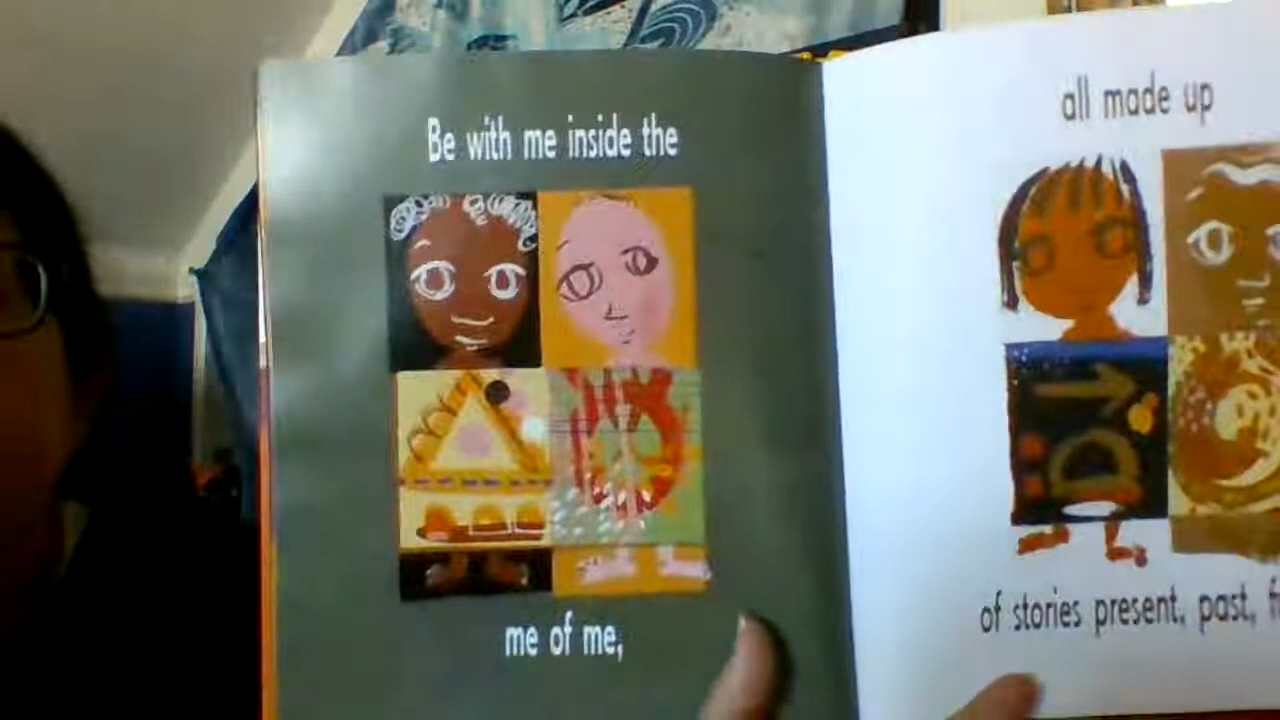 Be with me inside the
me of me,
all made up
of stories present, past,